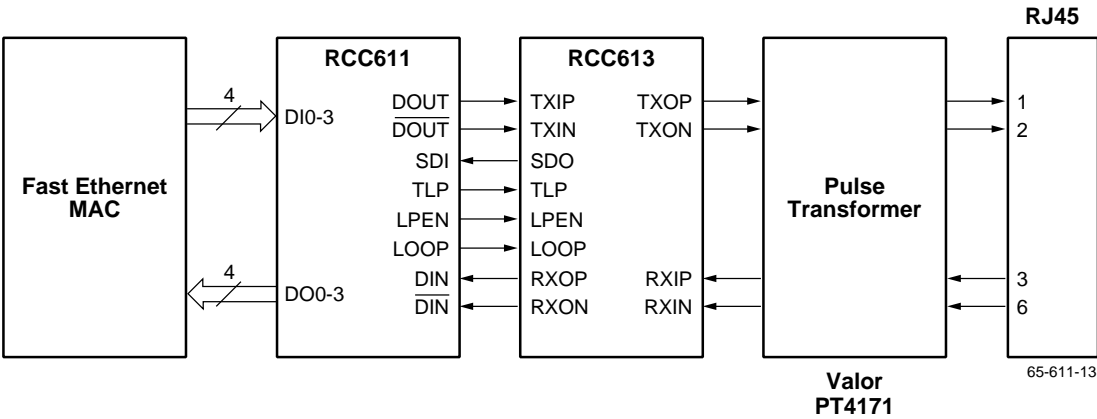 RJ45
RCC611
RCC613
4
DI0-3
DOUT
TXIP
TXOP
1
D̅O̅U̅T̅
TXIN
TXON
2
SDI
SDO
Fast Ethernet
MAC
TLP
TLP
Pulse
Transformer
LPEN
LPEN
LOOP
LOOP
4
DO0-3
DIN
RXOP
RXIP
3
D̅I̅N̅
RXON
RXIN
6
65-611-13
Valor
PT4171